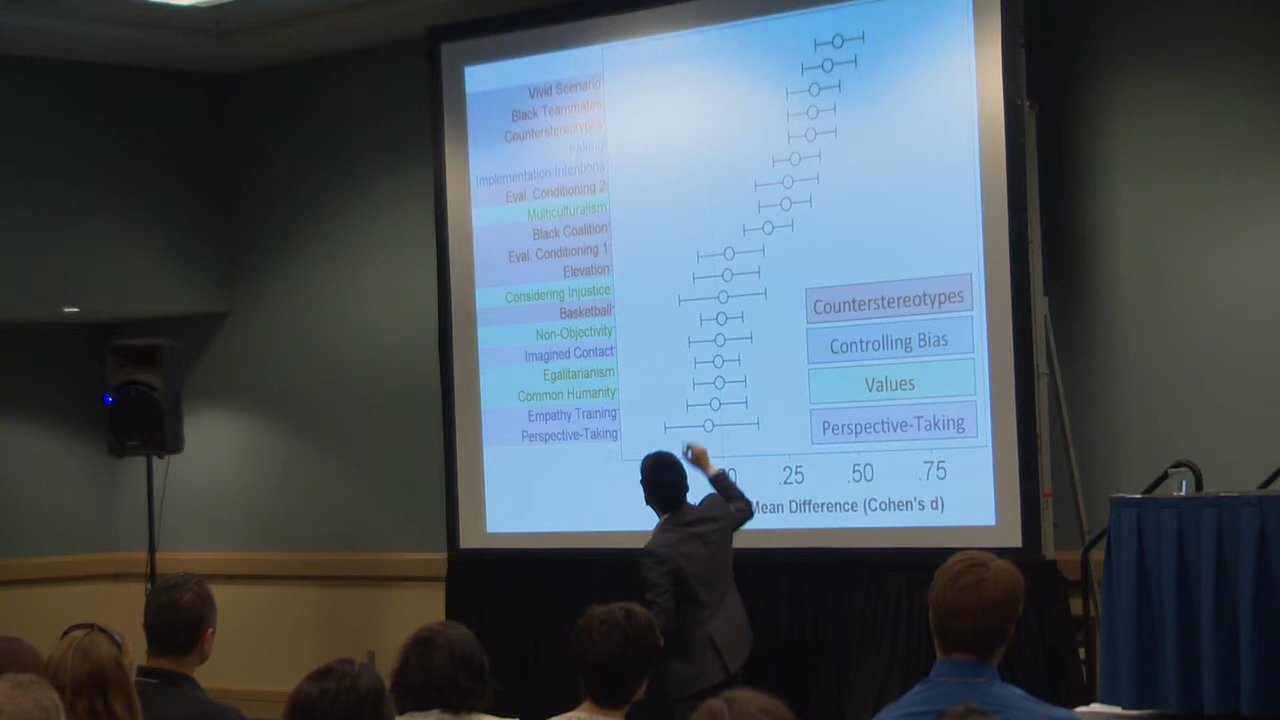 Vivid Scenario
Black Teammates
Counterstereotypes
Faking
Implementation Intentions
Eval. Conditioning 2
Multiculturalism
Black Coalition
Eval. Conditioning 1
Elevation
Considering Injustice
Basketball
Non-Objectivity
Imagined Contact
Egalitarianism
Common Humanity
Empathy Training
Perspective-Taking
Counterstereotypes
Controlling Bias
Values
Perspective-Taking
.25 .50 .75
Mean Difference (Cohen's d)